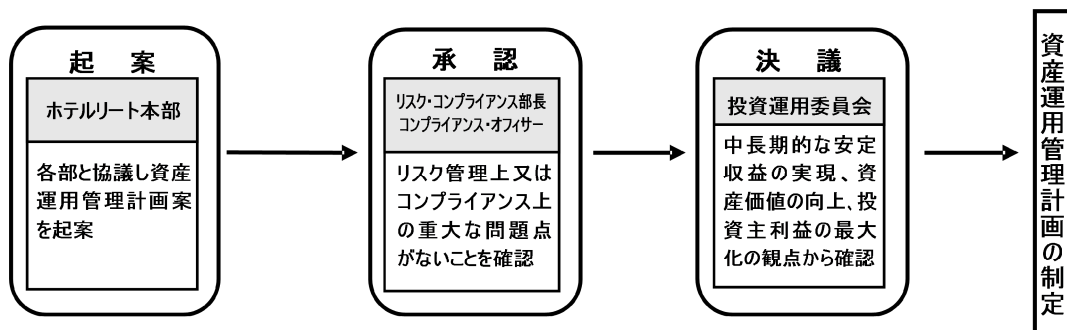 起　案
ホテルリート本部
各部と協議し資産
運用管理計画案
を起案
承　認
リスク・コンプライアンス部長
コンプライアンス・オフィサー
リスク管理上又は
コンプライアンス上
の重大な問題点
がないことを確認
決　議
投資運用委員会
中長期的な安定
収益の実現、資
産価値の向上、投
資主利益の最大
化の観点から確認
資産運用管理計画の制定